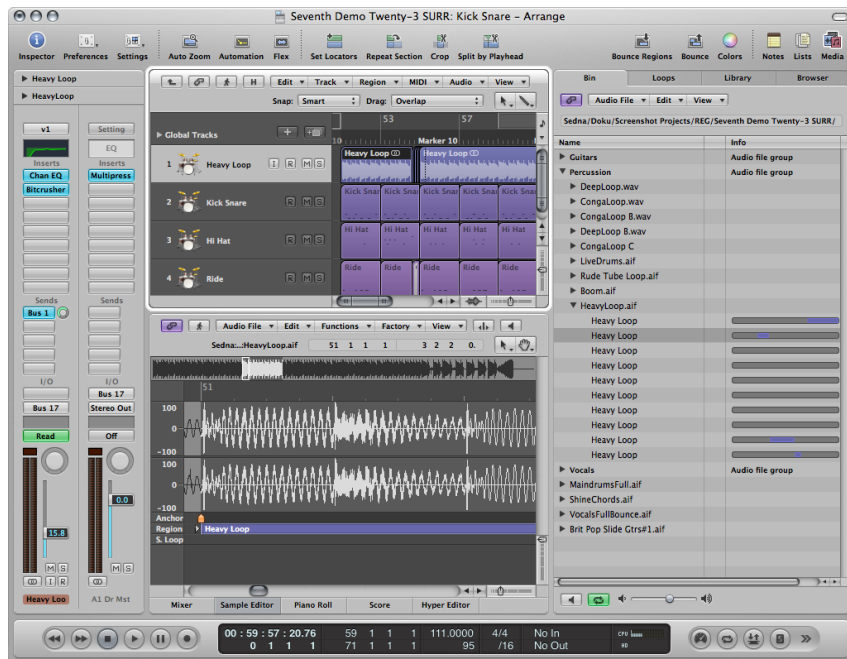 Seventh Demo Twenty-3 SURR: Kick Snare – Arrange
Inspector Preferences Settings Auto Zoom Automation Flex Set Locators Repeat Section Crop Split by Playhead Bounce Regions Bounce Colors Notes Lists Media
Heavy Loop
HeavyLoop
v1 Setting
EQ
Inserts Inserts
Chan EQ Multipress
Bitcrusher
Sends Sends
Bus 1
I/O I/O
Bus 17
Bus 17 Stereo Out
Read Off
0.0
15.8
M S M S
I R
Heavy Loo A1 Dr Mst
H Edit Track Region MIDI Audio View
Snap: Smart Drag: Overlap
53 57
Global Tracks
Marker 10
1 Heavy Loop I R M S Heavy Loop Heavy Loop
2 Kick Snare R M S Kick Snar Kick Snar Kick Snar Kick Snar Kick Snar
3 Hi Hat R M S Hi Hat Hi Hat Hi Hat Hi Hat Hi Hat
4 Ride R M S Ride Ride Ride Ride Ride
Audio File Edit Functions Factory View
Sedna:...:HeavyLoop.aif 51 1 1 1 3 2 2 0.
51
100
0
-100
100
0
-100
Anchor
Region Heavy Loop
S. Loop
Mixer Sample Editor Piano Roll Score Hyper Editor
Bin Loops Library Browser
Audio File Edit View
Sedna/Doku/Screenshot Projects/REG/Seventh Demo Twenty-3 SURR/
Name Info
Guitars Audio file group
Percussion Audio file group
DeepLoop.wav
CongaLoop.wav
CongaLoop B.wav
DeepLoop B.wav
CongaLoop C
LiveDrums.aif
Rude Tube Loop.aif
Boom.aif
HeavyLoop.aif
Heavy Loop
Heavy Loop
Heavy Loop
Heavy Loop
Heavy Loop
Heavy Loop
Heavy Loop
Heavy Loop
Heavy Loop
Heavy Loop
Vocals Audio file group
MaindrumsFull.aif
ShineChords.aif
VocalsFullBounce.aif
Brit Pop Slide Gtrs#1.aif
00 : 59 : 57 : 20.76 59 1 1 1 111.0000 4/4 No In CPU
0 1 1 1 71 1 1 1 95 /16 No Out HD